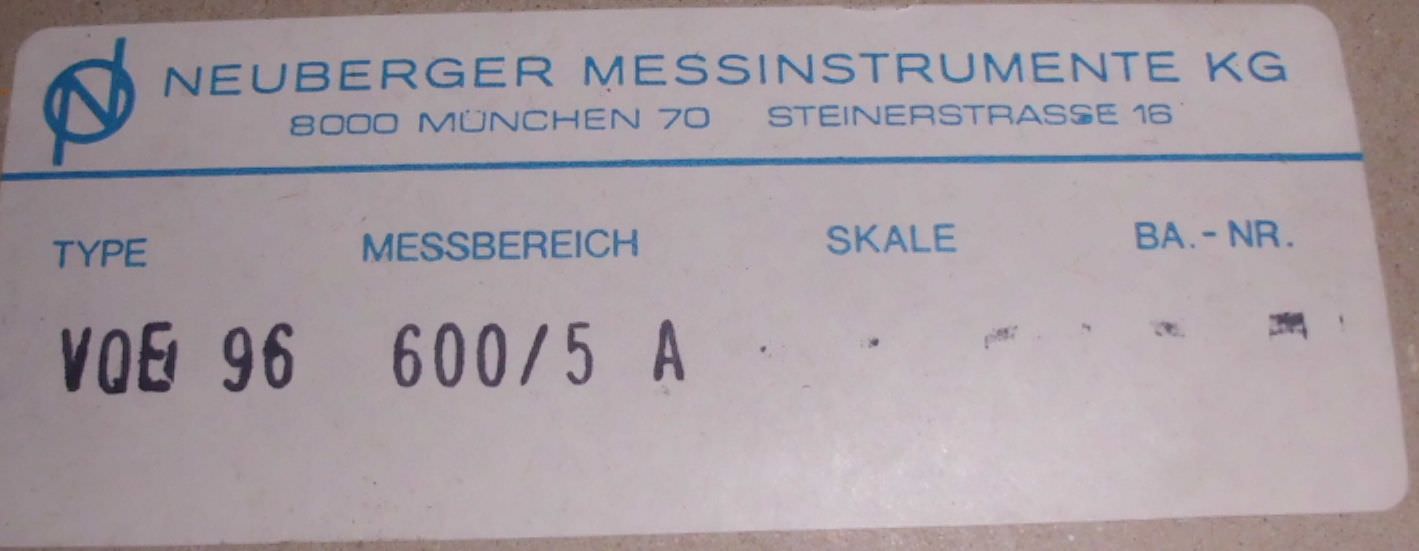 NEUBERGER MESSINSTRUMENTE KG
8000 MÜNCHEN 70 STEINERSTRASSE 16
TYPE MESSBEREICH SKALE BA.-NR.
VQE 96 600/5 A